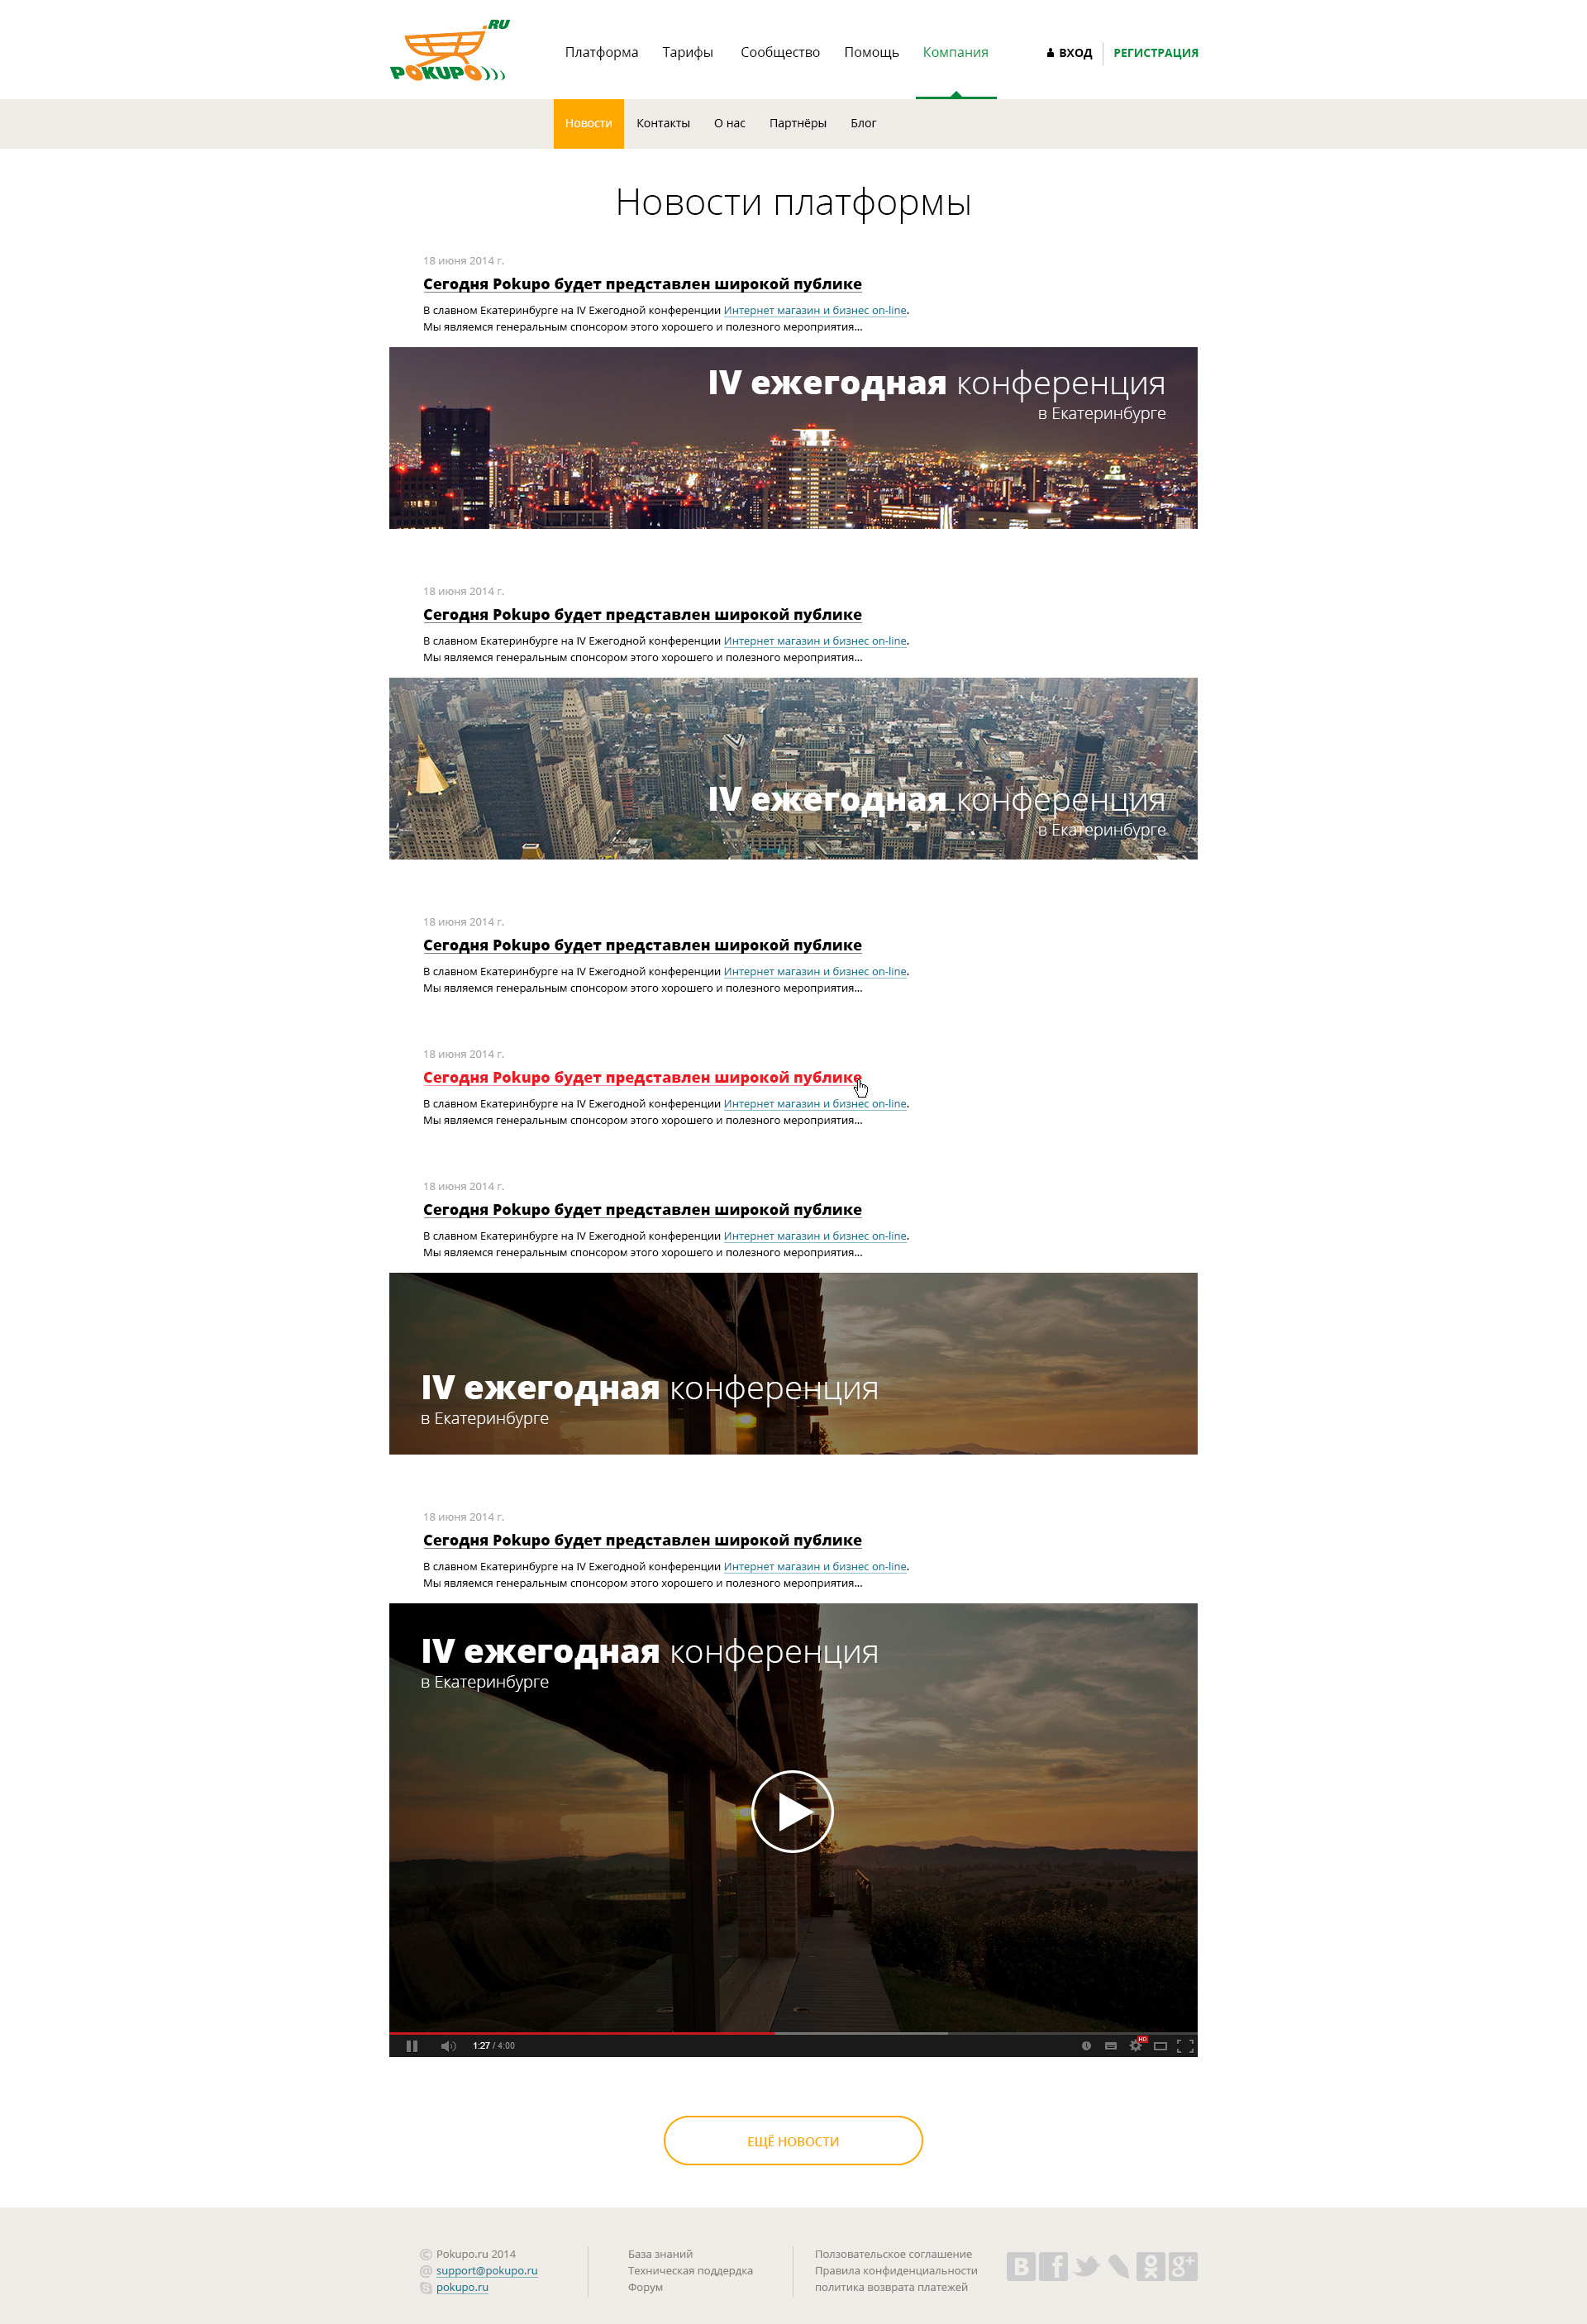 .RU
POKUPO
Платформа Тарифы Сообщество Помощь Компания ВХОД РЕГИСТРАЦИЯ
Новости Контакты О нас Партнёры Блог
Новости платформы
18 июня 2014 г.
Сегодня Pokupo будет представлен широкой публике
В славном Екатеринбурге на IV Ежегодной конференции Интернет магазин и бизнес on-line.
Мы являемся генеральным спонсором этого хорошего и полезного мероприятия...
IV ежегодная конференция
в Екатеринбурге
18 июня 2014 г.
Сегодня Pokupo будет представлен широкой публике
В славном Екатеринбурге на IV Ежегодной конференции Интернет магазин и бизнес on-line.
Мы являемся генеральным спонсором этого хорошего и полезного мероприятия...
IV ежегодная конференция
в Екатеринбурге
18 июня 2014 г.
Сегодня Pokupo будет представлен широкой публике
В славном Екатеринбурге на IV Ежегодной конференции Интернет магазин и бизнес on-line.
Мы являемся генеральным спонсором этого хорошего и полезного мероприятия...
18 июня 2014 г.
Сегодня Pokupo будет представлен широкой публике
В славном Екатеринбурге на IV Ежегодной конференции Интернет магазин и бизнес on-line.
Мы являемся генеральным спонсором этого хорошего и полезного мероприятия...
18 июня 2014 г.
Сегодня Pokupo будет представлен широкой публике
В славном Екатеринбурге на IV Ежегодной конференции Интернет магазин и бизнес on-line.
Мы являемся генеральным спонсором этого хорошего и полезного мероприятия...
IV ежегодная конференция
в Екатеринбурге
18 июня 2014 г.
Сегодня Pokupo будет представлен широкой публике
В славном Екатеринбурге на IV Ежегодной конференции Интернет магазин и бизнес on-line.
Мы являемся генеральным спонсором этого хорошего и полезного мероприятия...
IV ежегодная конференция
в Екатеринбурге
1:27 / 4:00 HD
ЕЩЁ НОВОСТИ
© Pokupo.ru 2014
@ support@pokupo.ru
pokupo.ru
База знаний
Техническая поддердка
Форум
Ползовательское соглашение
Правила конфиденциальности
политика возврата платежей